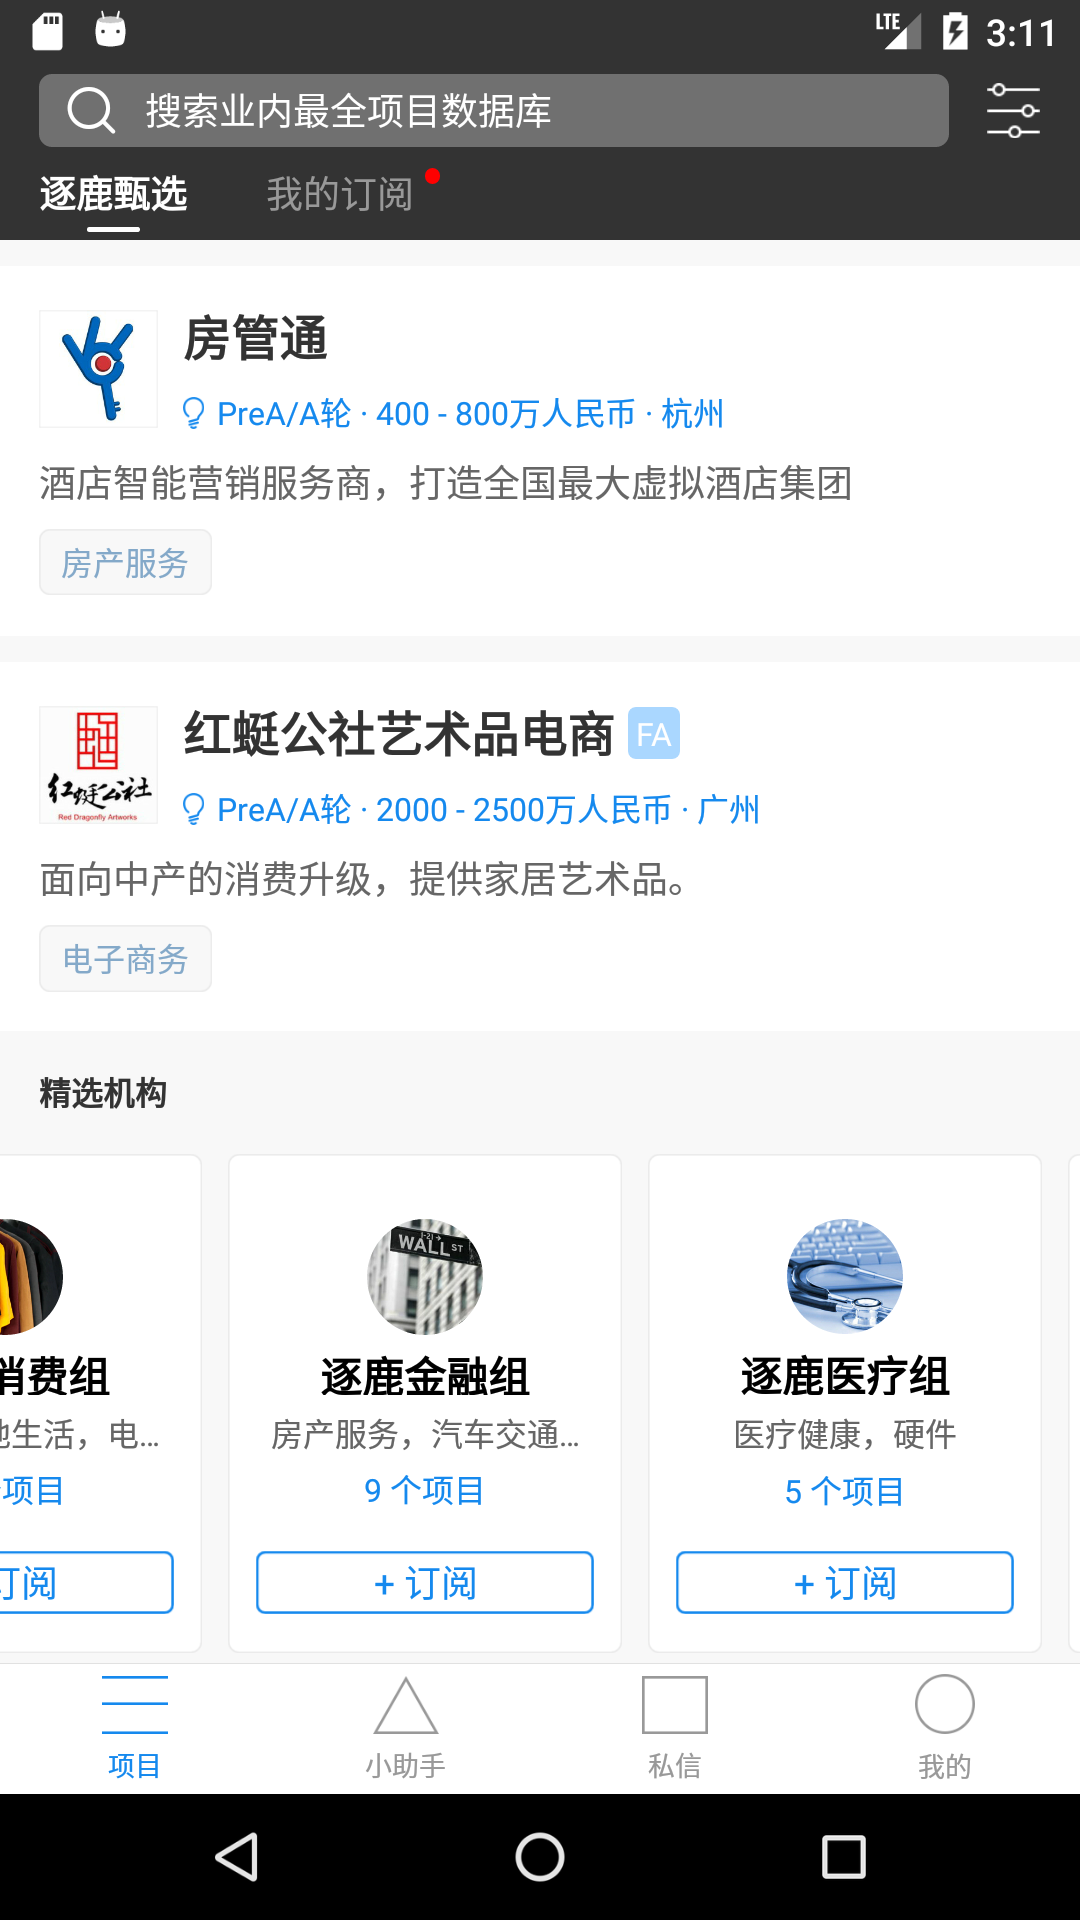 LTE 3:11
搜索业内最全项目数据库
逐鹿甄选 我的订阅
房管通
PreA/A轮 · 400 - 800万人民币 · 杭州
酒店智能营销服务商，打造全国最大虚拟酒店集团
房产服务
红蜓公社艺术品电商 FA
红蜓公社
Red Dragonfly Artworks
PreA/A轮 · 2000 - 2500万人民币 · 广州
面向中产的消费升级，提供家居艺术品。
电子商务
精选机构
WALL ST
消费组 逐鹿金融组 逐鹿医疗组
地生活，电... 房产服务，汽车交通... 医疗健康，硬件
项目 9 个项目 5 个项目
订阅 + 订阅 + 订阅
项目 小助手 私信 我的